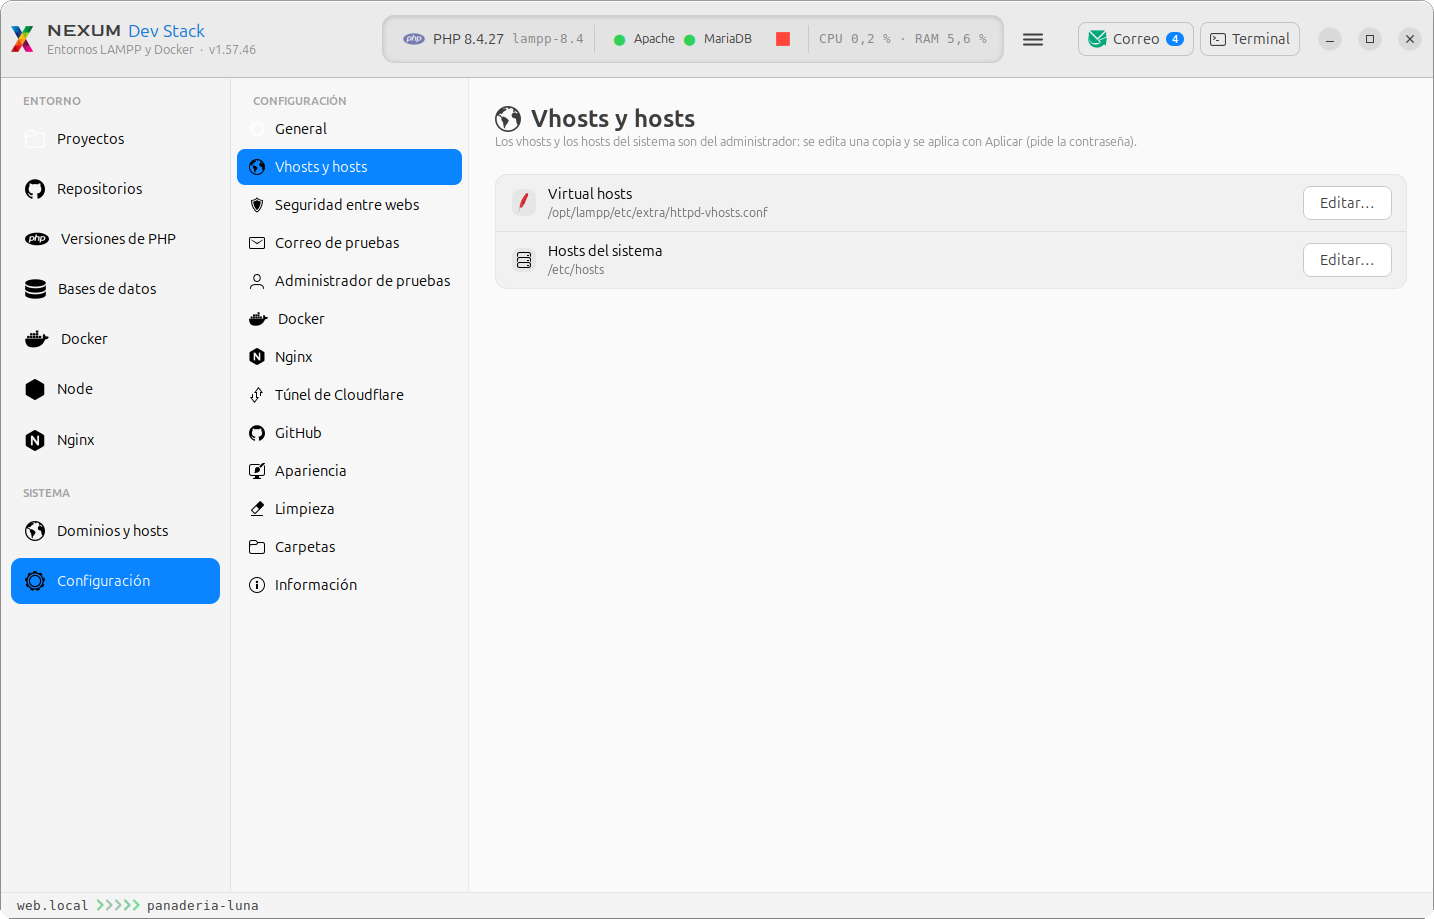 NEXUM Dev Stack
Entornos LAMPP y Docker · v1.57.46
php PHP 8.4.27 lampp-8.4
Apache MariaDB
CPU 0,2 % · RAM 5,6 %
Correo 4
Terminal
ENTORNO
Proyectos
Repositorios
php Versiones de PHP
Bases de datos
Docker
Node
N Nginx
SISTEMA
Dominios y hosts
Configuración
CONFIGURACIÓN
General
Vhosts y hosts
Seguridad entre webs
Correo de pruebas
Administrador de pruebas
Docker
N Nginx
Túnel de Cloudflare
GitHub
Apariencia
Limpieza
Carpetas
Información
Vhosts y hosts
Los vhosts y los hosts del sistema son del administrador: se edita una copia y se aplica con Aplicar (pide la contraseña).
Virtual hosts
/opt/lampp/etc/extra/httpd-vhosts.conf
Editar...
Hosts del sistema
/etc/hosts
Editar...
web.local >>>>> panaderia-luna